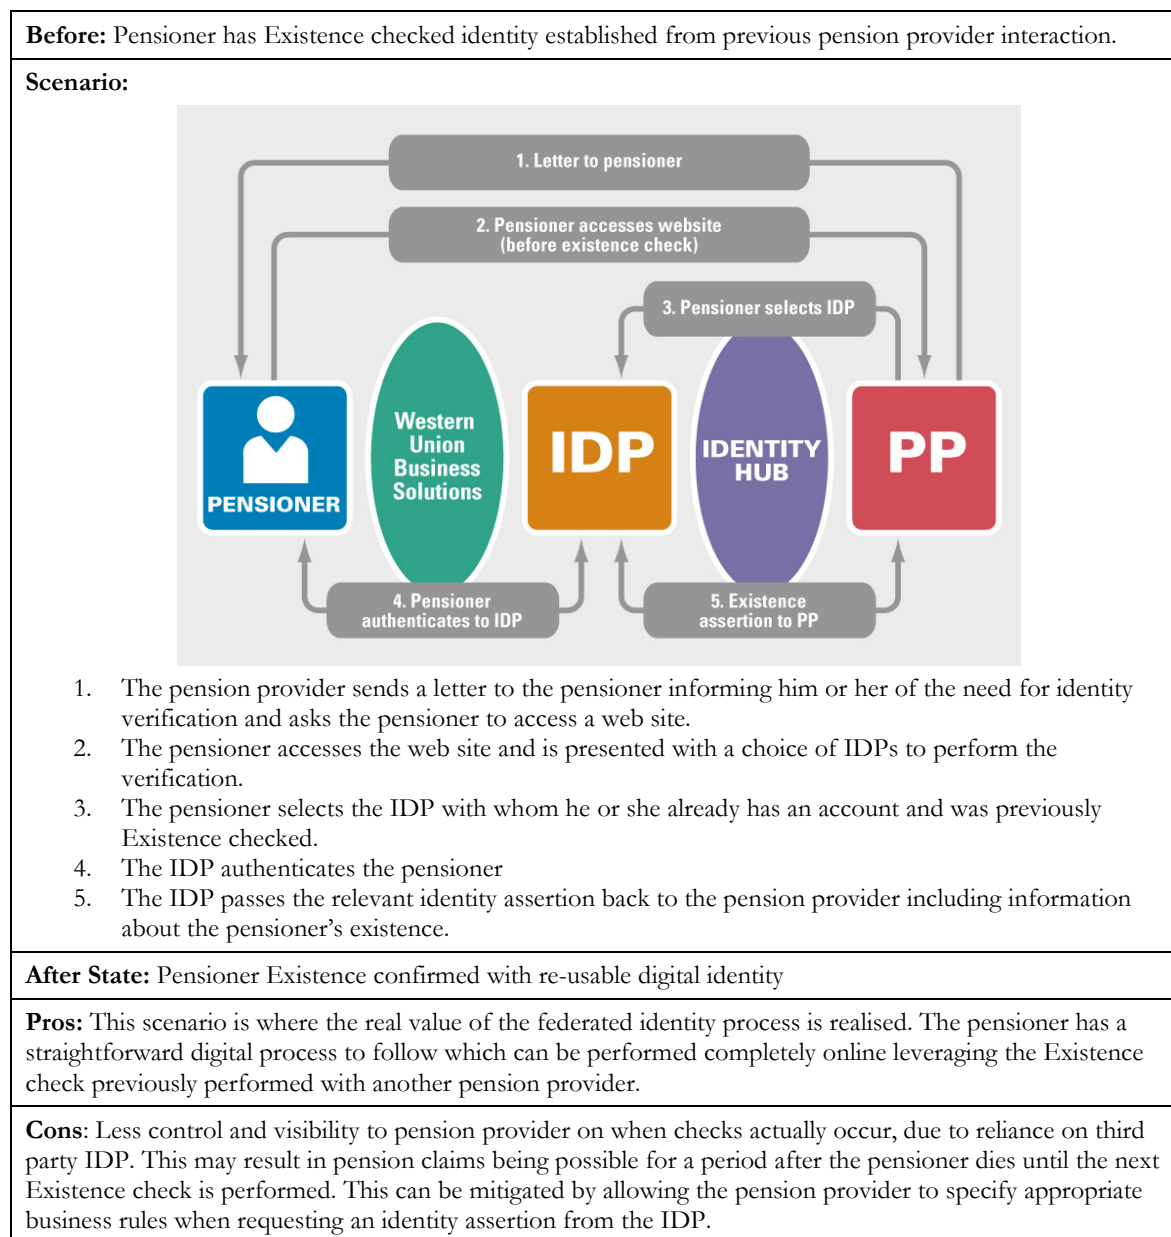 Before: Pensioner has Existence checked identity established from previous pension provider interaction.
Scenario:
1. Letter to pensioner
2. Pensioner accesses website
(before existence check)
3. Pensioner selects IDP
PENSIONER
Western
Union
Business
Solutions
IDP
IDENTITY
HUB
PP
4. Pensioner
authenticates to IDP
5. Existence
assertion to PP
1. The pension provider sends a letter to the pensioner informing him or her of the need for identity
verification and asks the pensioner to access a web site.
2. The pensioner accesses the web site and is presented with a choice of IDPs to perform the
verification.
3. The pensioner selects the IDP with whom he or she already has an account and was previously
Existence checked.
4. The IDP authenticates the pensioner
5. The IDP passes the relevant identity assertion back to the pension provider including information
about the pensioner's existence.
After State: Pensioner Existence confirmed with re-usable digital identity
Pros: This scenario is where the real value of the federated identity process is realised. The pensioner has a
straightforward digital process to follow which can be performed completely online leveraging the Existence
check previously performed with another pension provider.
Cons: Less control and visibility to pension provider on when checks actually occur, due to reliance on third
party IDP. This may result in pension claims being possible for a period after the pensioner dies until the next
Existence check is performed. This can be mitigated by allowing the pension provider to specify appropriate
business rules when requesting an identity assertion from the IDP.